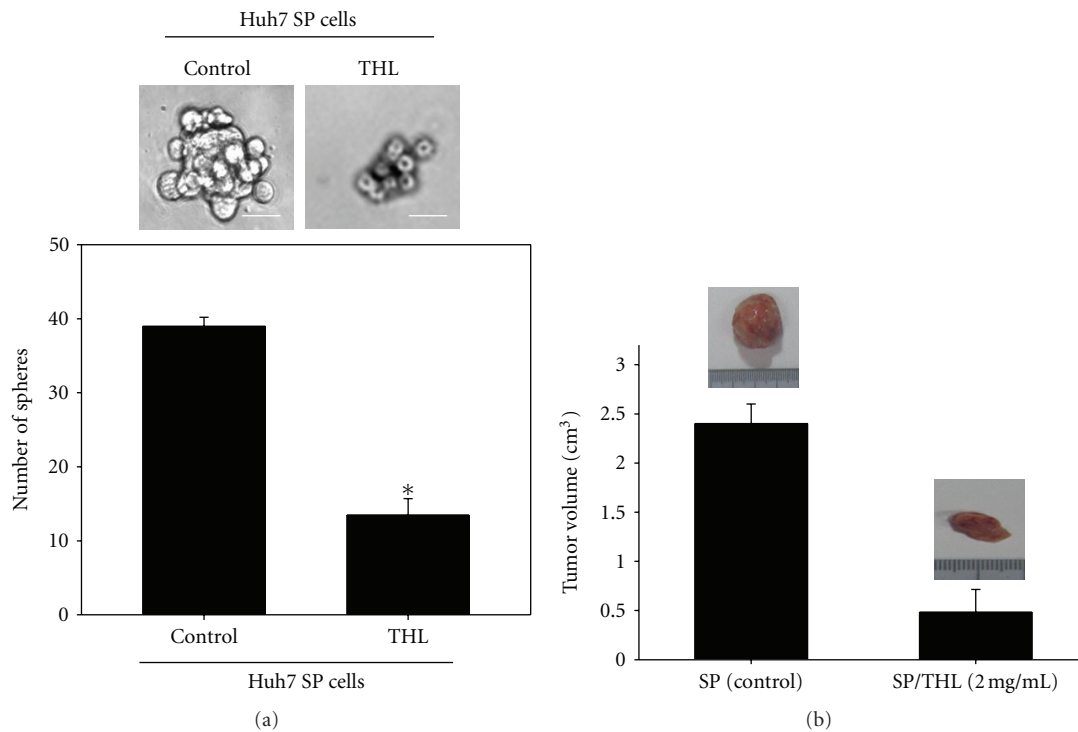 Huh7 SP cells
Control THL
Number of spheres
50
40
30
20
10
0
*
Control THL
Huh7 SP cells
(a)
Tumor volume (cm³)
3
2.5
2
1.5
1
0.5
0
SP (control) SP/THL (2 mg/mL)
(b)